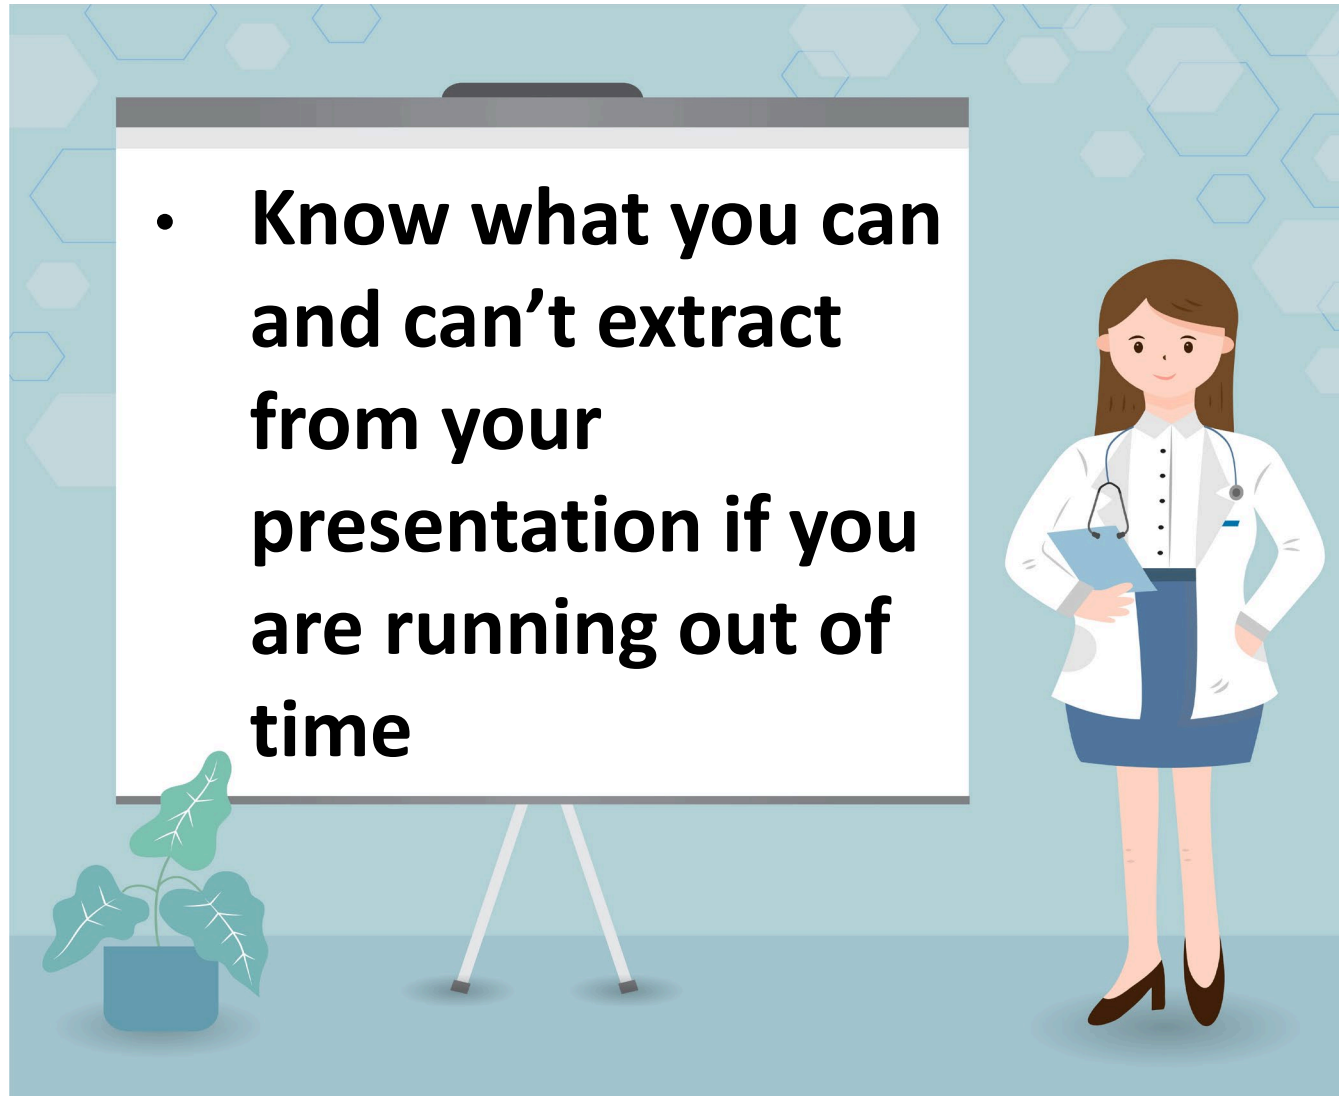 • Know what you can
and can’t extract
from your
presentation if you
are running out of
time